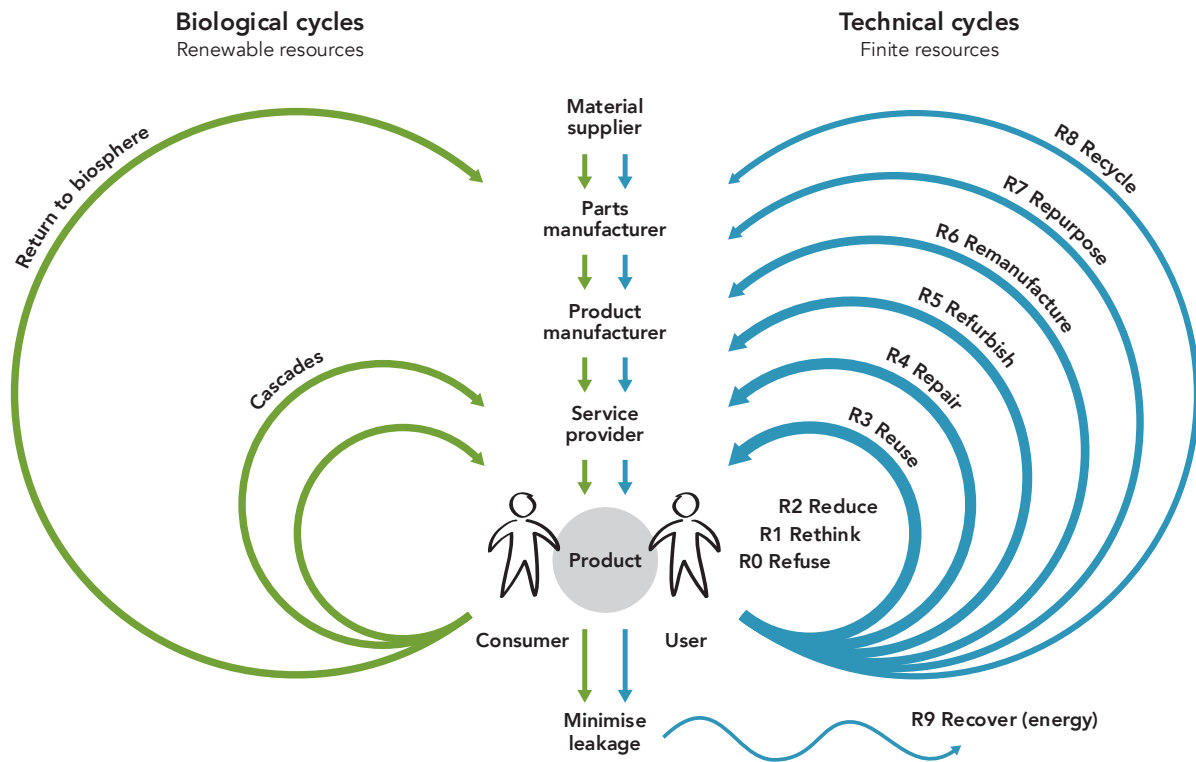 Biological cycles
Renewable resources
Technical cycles
Finite resources
Material
supplier
Parts
manufacturer
Product
manufacturer
Service
provider
Product
Consumer
User
Minimise
leakage
Return to biosphere
Cascades
R8 Recycle
R7 Repurpose
R6 Remanufacture
R5 Refurbish
R4 Repair
R3 Reuse
R2 Reduce
R1 Rethink
R0 Refuse
R9 Recover (energy)